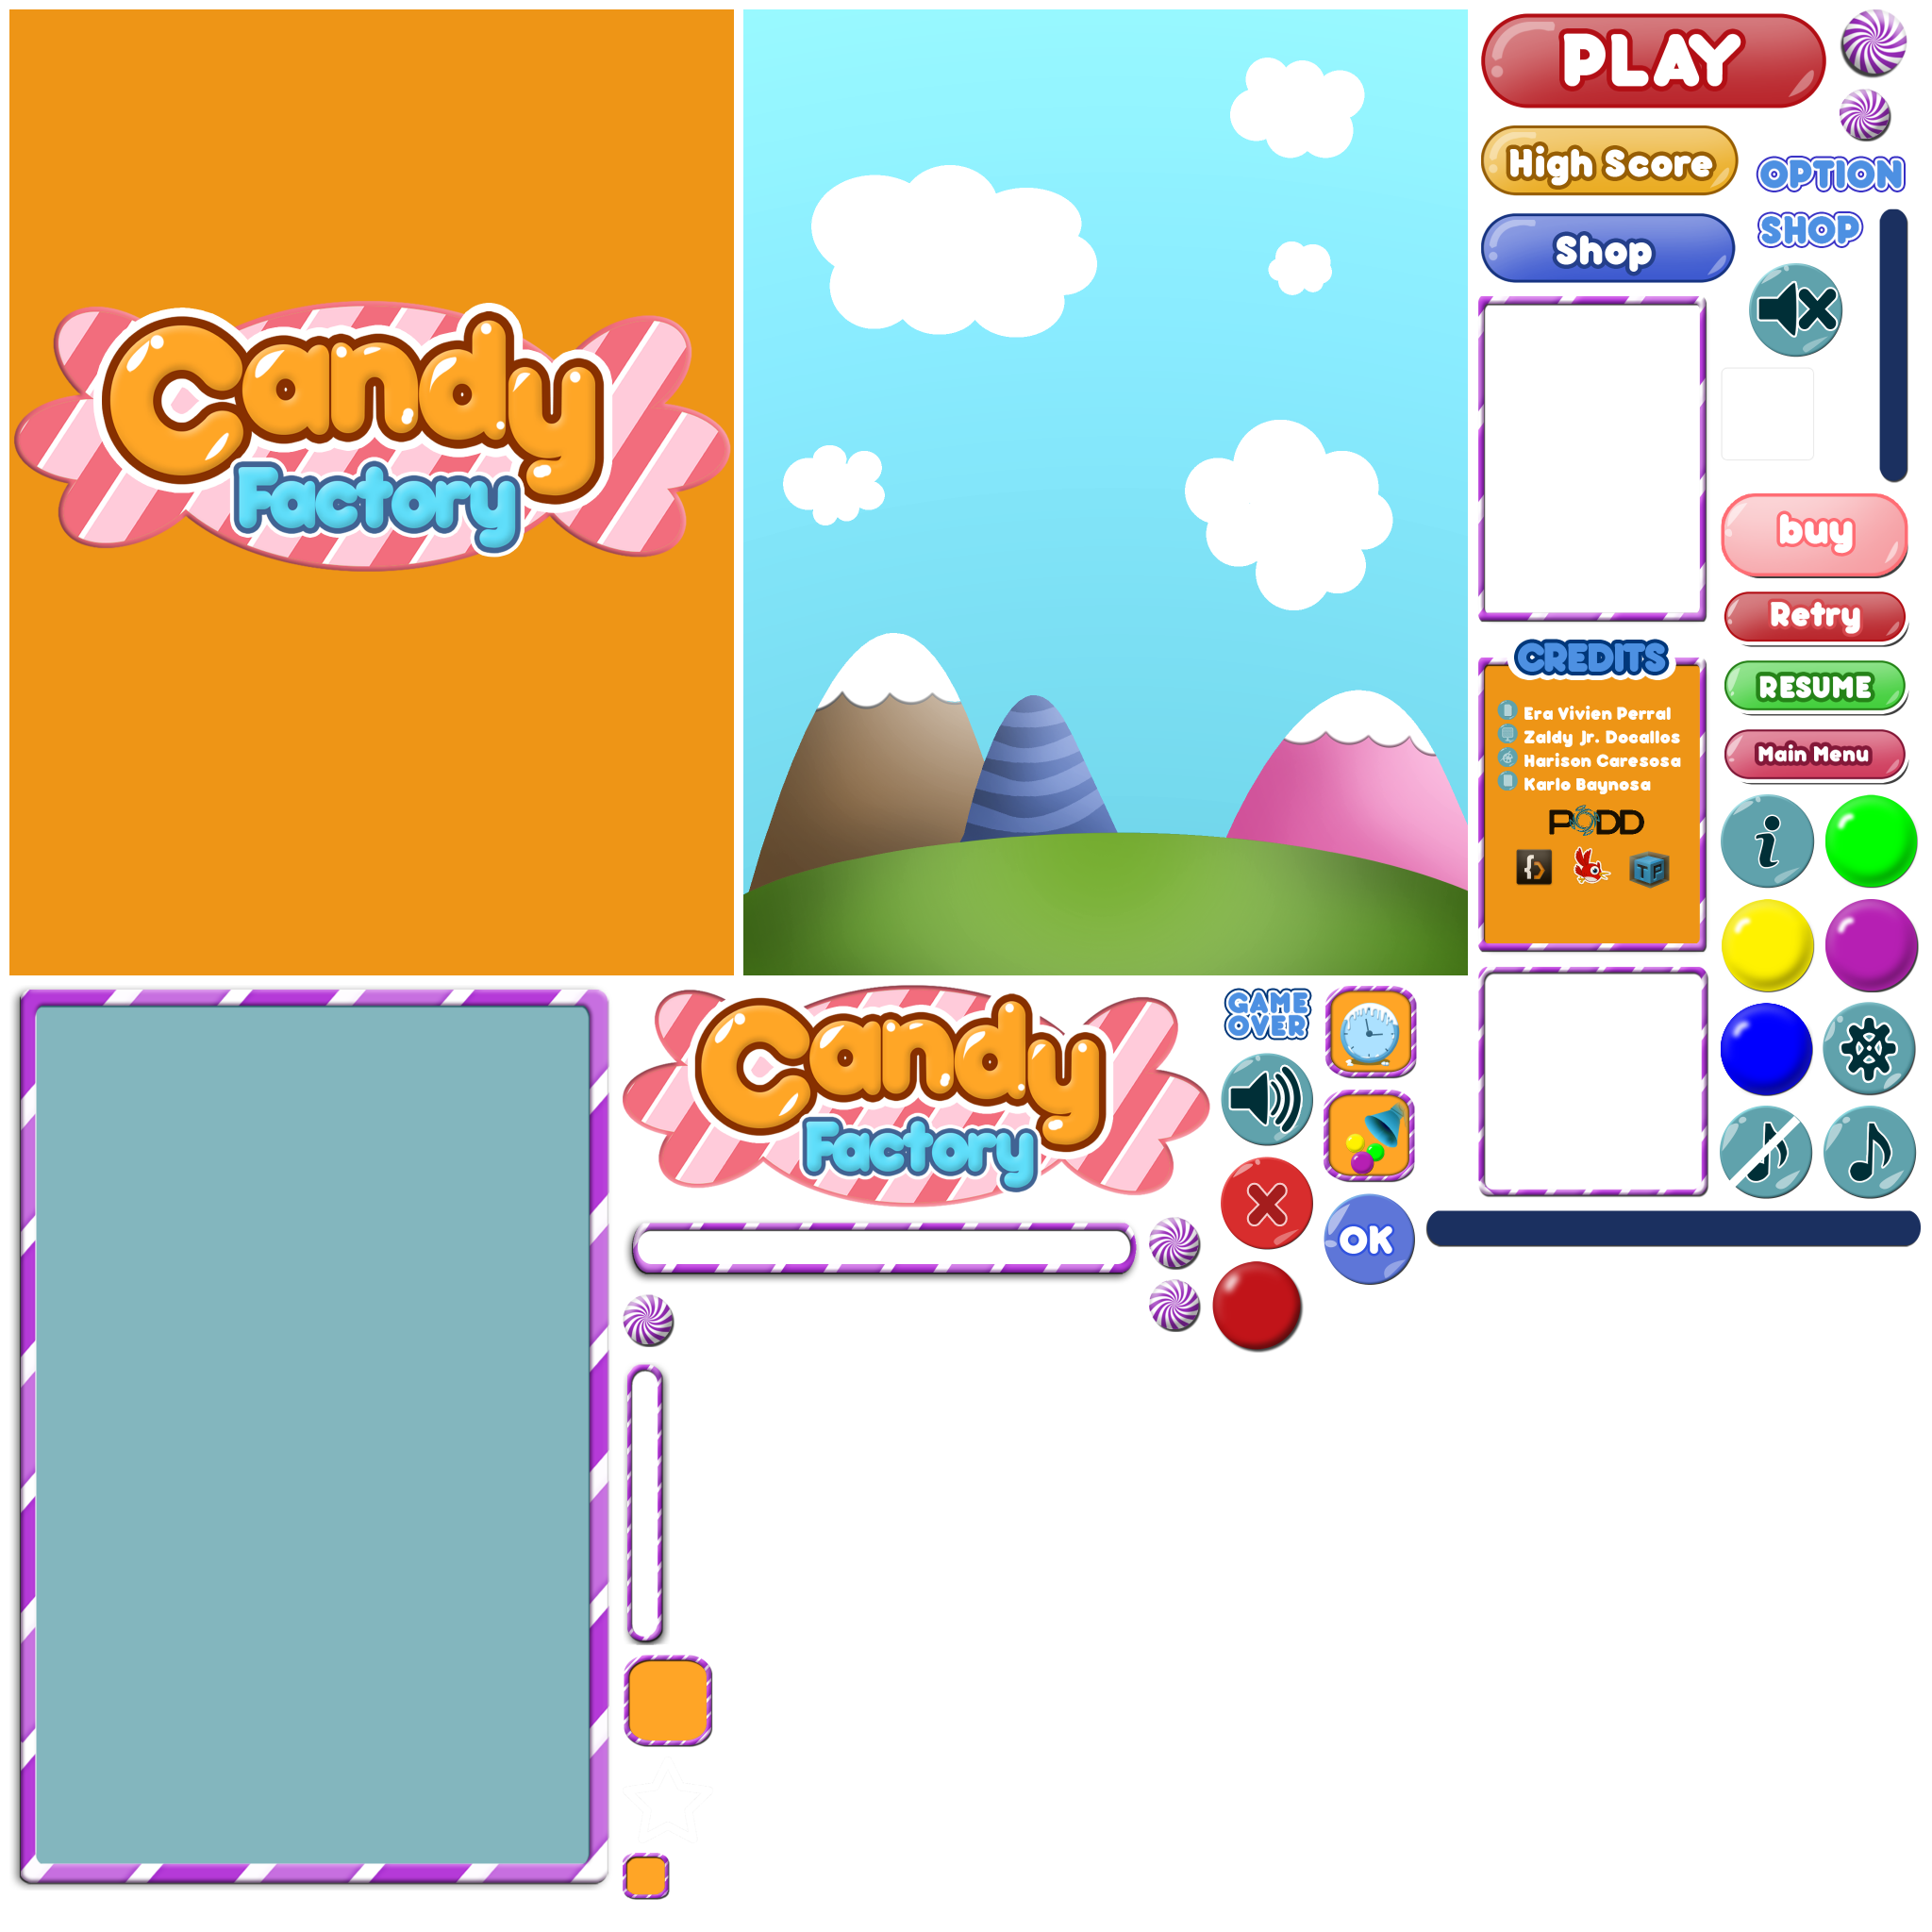 Candy
Factory
PLAY
High Score
OPTION
SHOP
Shop
buy
Retry
CREDITS
RESUME
Era Vivien Perral
Zaldy Jr. Docallos
Harison Caresosa
Karlo Baynosa
Main Menu
PODD
TP
i
Candy
Factory
GAME
OVER
OK